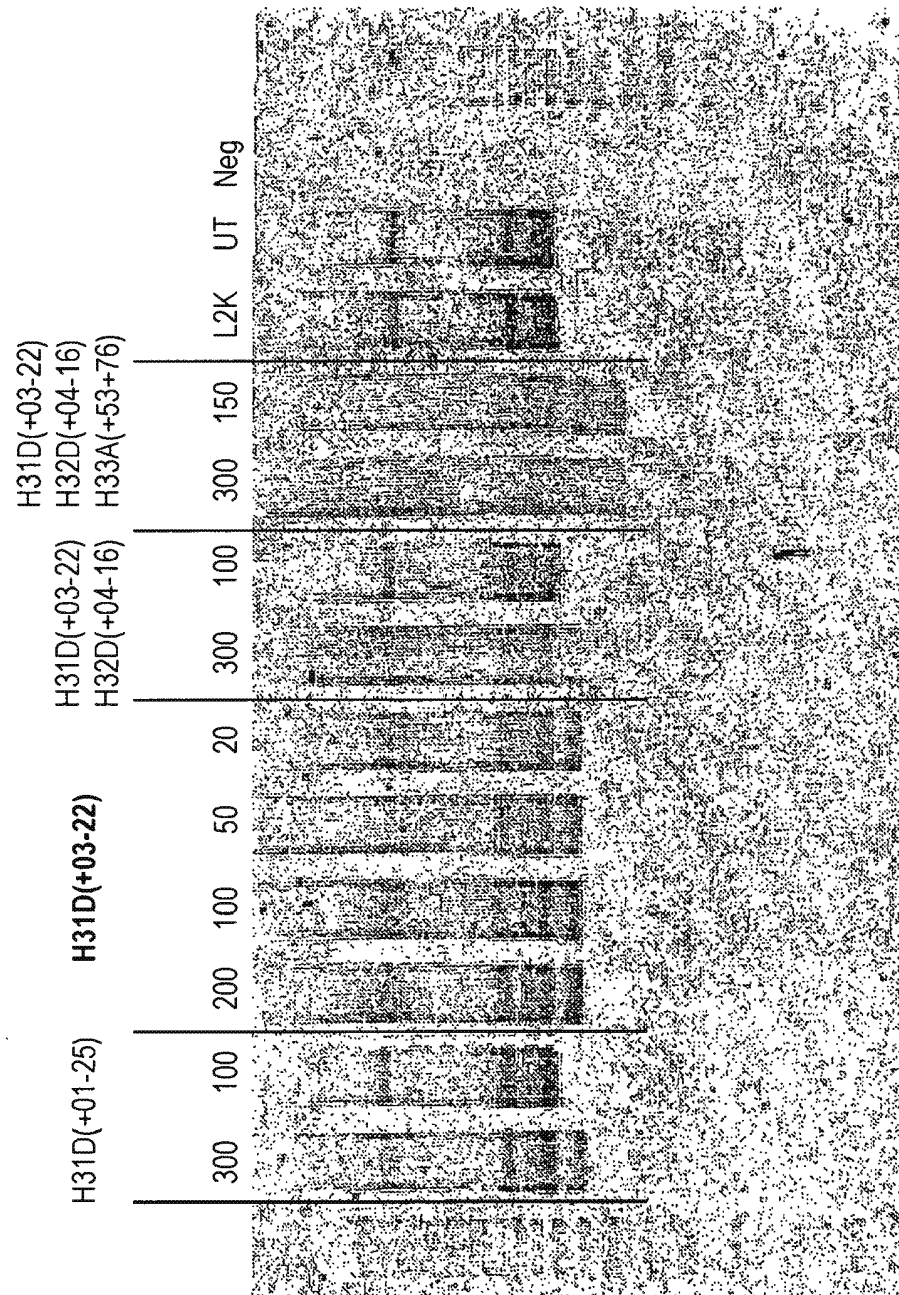 H31D(+01-25)
H31D(+03-22)
H31D(+03-22)
H32D(+04-16)
H31D(+03-22)
H32D(+04-16)
H33A(+53+76)
300 100 200 100 50 20 300 100 300 150 L2K UT Neg